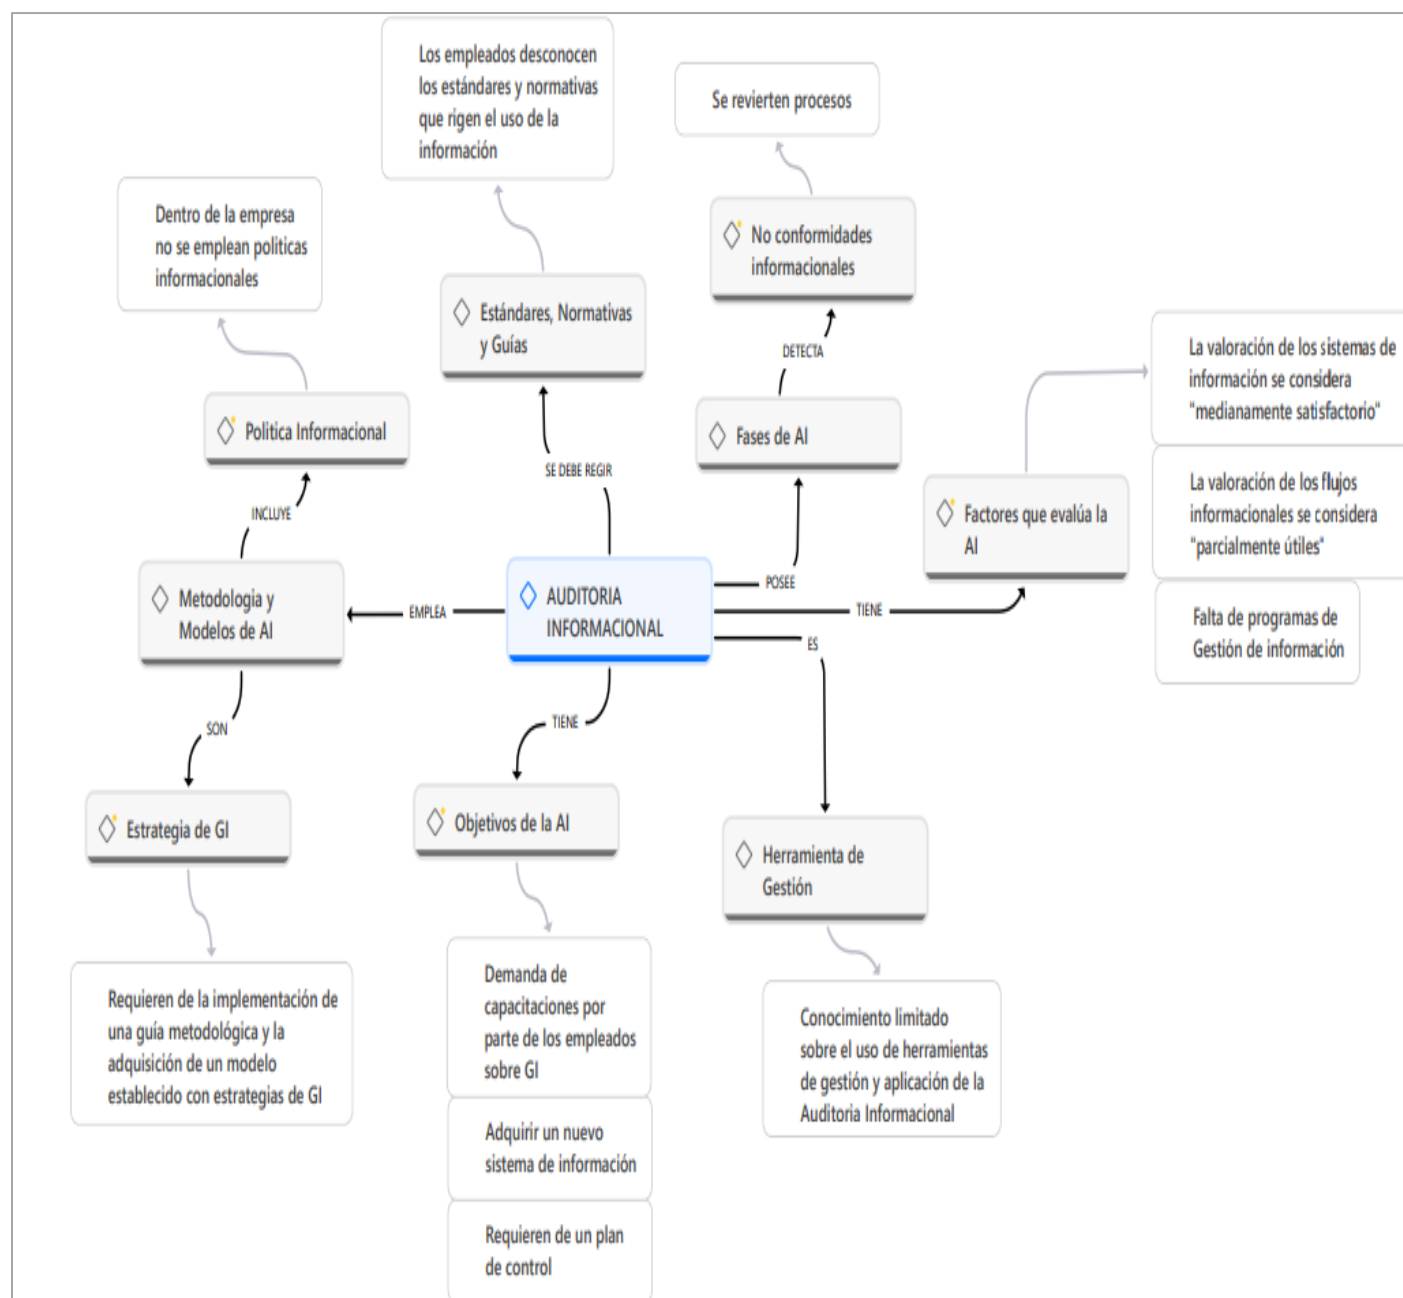 Los empleados desconocen
los estándares y normativas
que rigen el uso de la
información
Se revierten procesos
Dentro de la empresa
no se emplean politicas
informacionales
No conformidades
informacionales
Estándares, Normativas
y Guías
DETECTA
La valoración de los sistemas de
información se considera
"medianamente satisfactorio"
Politica Informacional
Fases de AI
SE DEBE REGIR
La valoración de los flujos
informacionales se considera
"parcialmente útiles"
INCLUYE
Factores que evalúa la
AI
Metodologia y
Modelos de AI
EMPLEA
AUDITORIA
INFORMACIONAL
POSEE
TIENE
ES
Falta de programas de
Gestión de información
SON
TIENE
Estrategia de GI
Objetivos de la AI
Herramienta de
Gestión
Requieren de la implementación de
una guía metodológica y la
adquisición de un modelo
establecido con estrategias de GI
Demanda de
capacitaciones por
parte de los empleados
sobre GI
Conocimiento limitado
sobre el uso de herramientas
de gestión y aplicación de la
Auditoria Informacional
Adquirir un nuevo
sistema de información
Requieren de un plan
de control